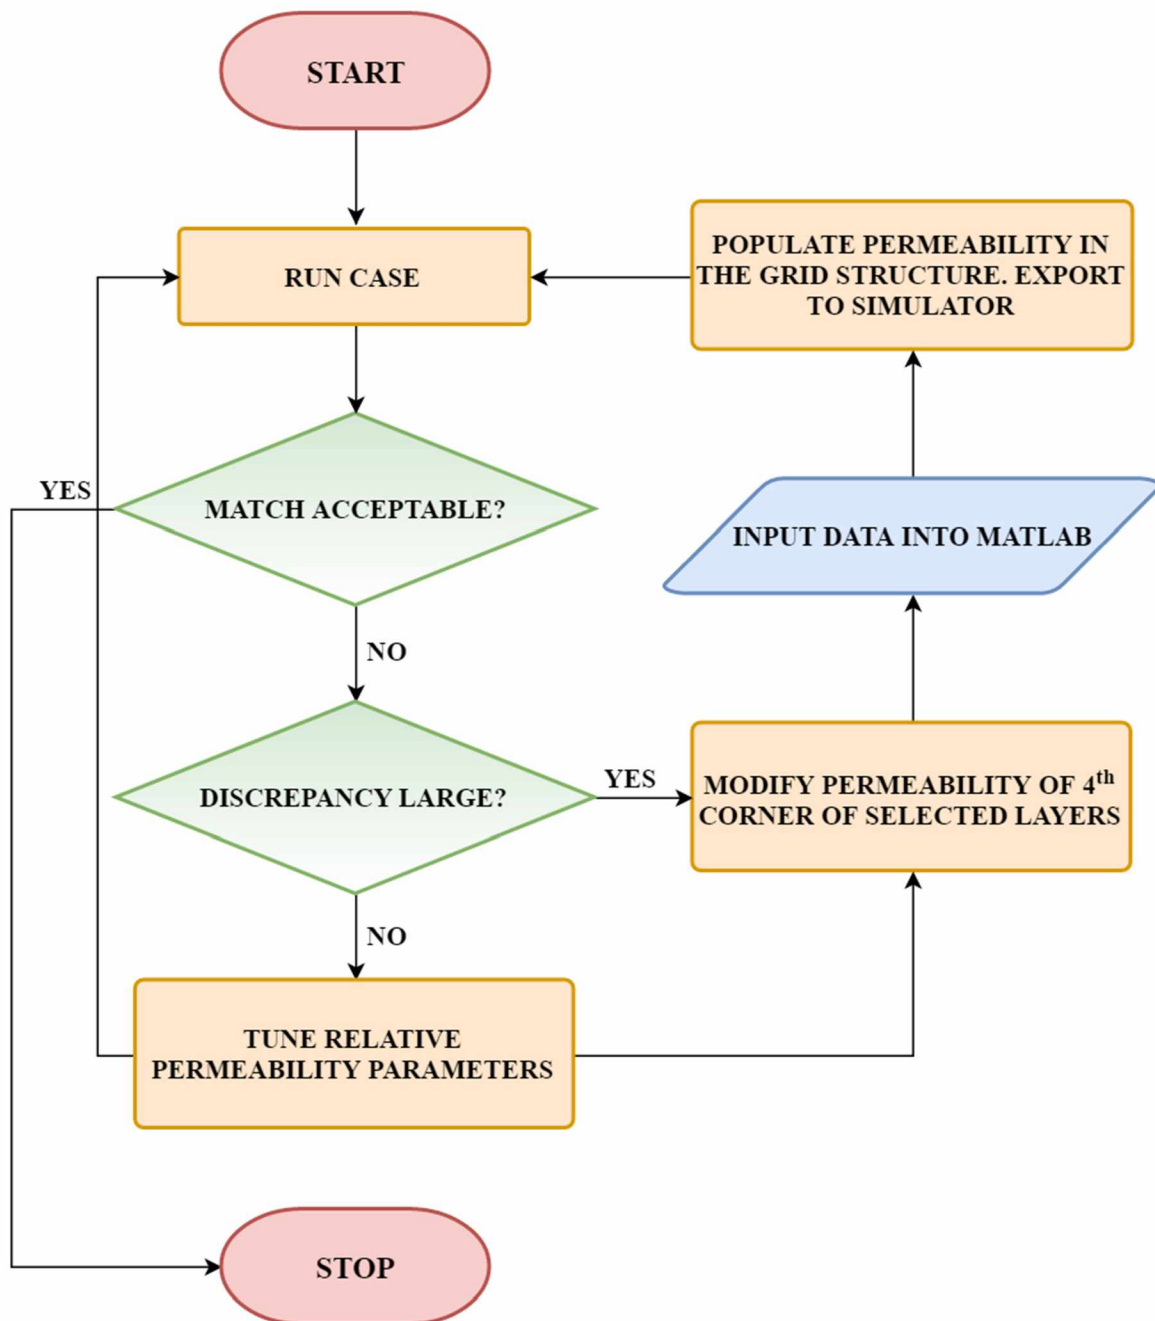 START
RUN CASE
POPULATE PERMEABILITY IN
THE GRID STRUCTURE. EXPORT
TO SIMULATOR
YES
MATCH ACCEPTABLE?
INPUT DATA INTO MATLAB
NO
DISCREPANCY LARGE?
YES
MODIFY PERMEABILITY OF 4th
CORNER OF SELECTED LAYERS
NO
TUNE RELATIVE
PERMEABILITY PARAMETERS
STOP